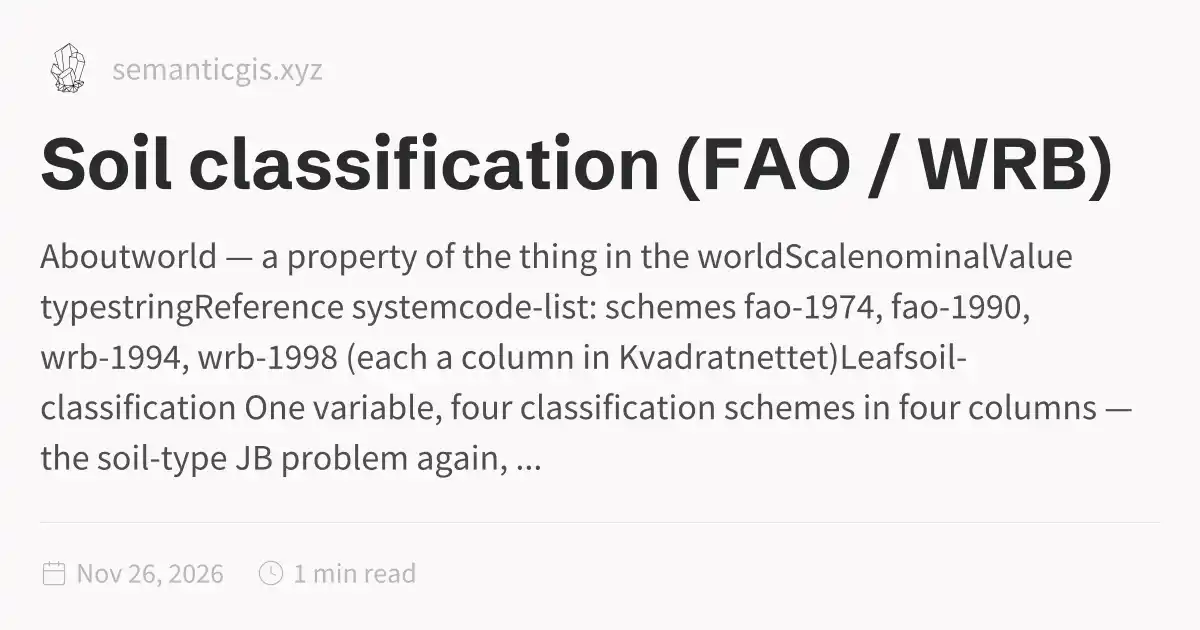 semanticgis.xyz
Soil classification (FAO / WRB)
Aboutworld — a property of the thing in the worldScalenominalValue
typestringReference systemcode-list: schemes fao-1974, fao-1990,
wrb-1994, wrb-1998 (each a column in Kvadratnettet)Leafsoil-
classification One variable, four classification schemes in four columns —
the soil-type JB problem again, ...
Nov 26, 2026 1 min read